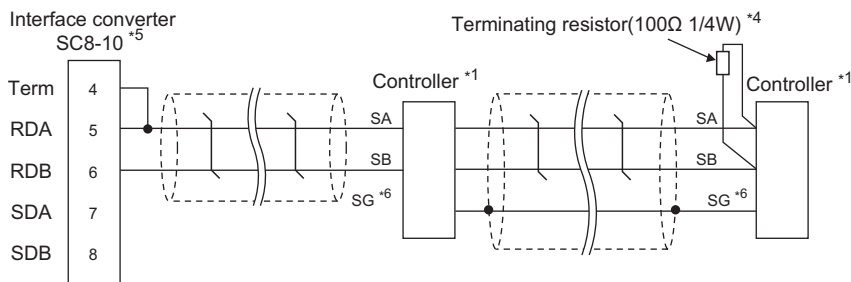 Interface converter
SC8-10 *5
Terminating resistor(100Ω 1/4W) *4
Controller *1
Controller *1
Term 4
RDA 5 SA SA
RDB 6 SB SB
SDA 7 SG *6 SG *6
SDB 8